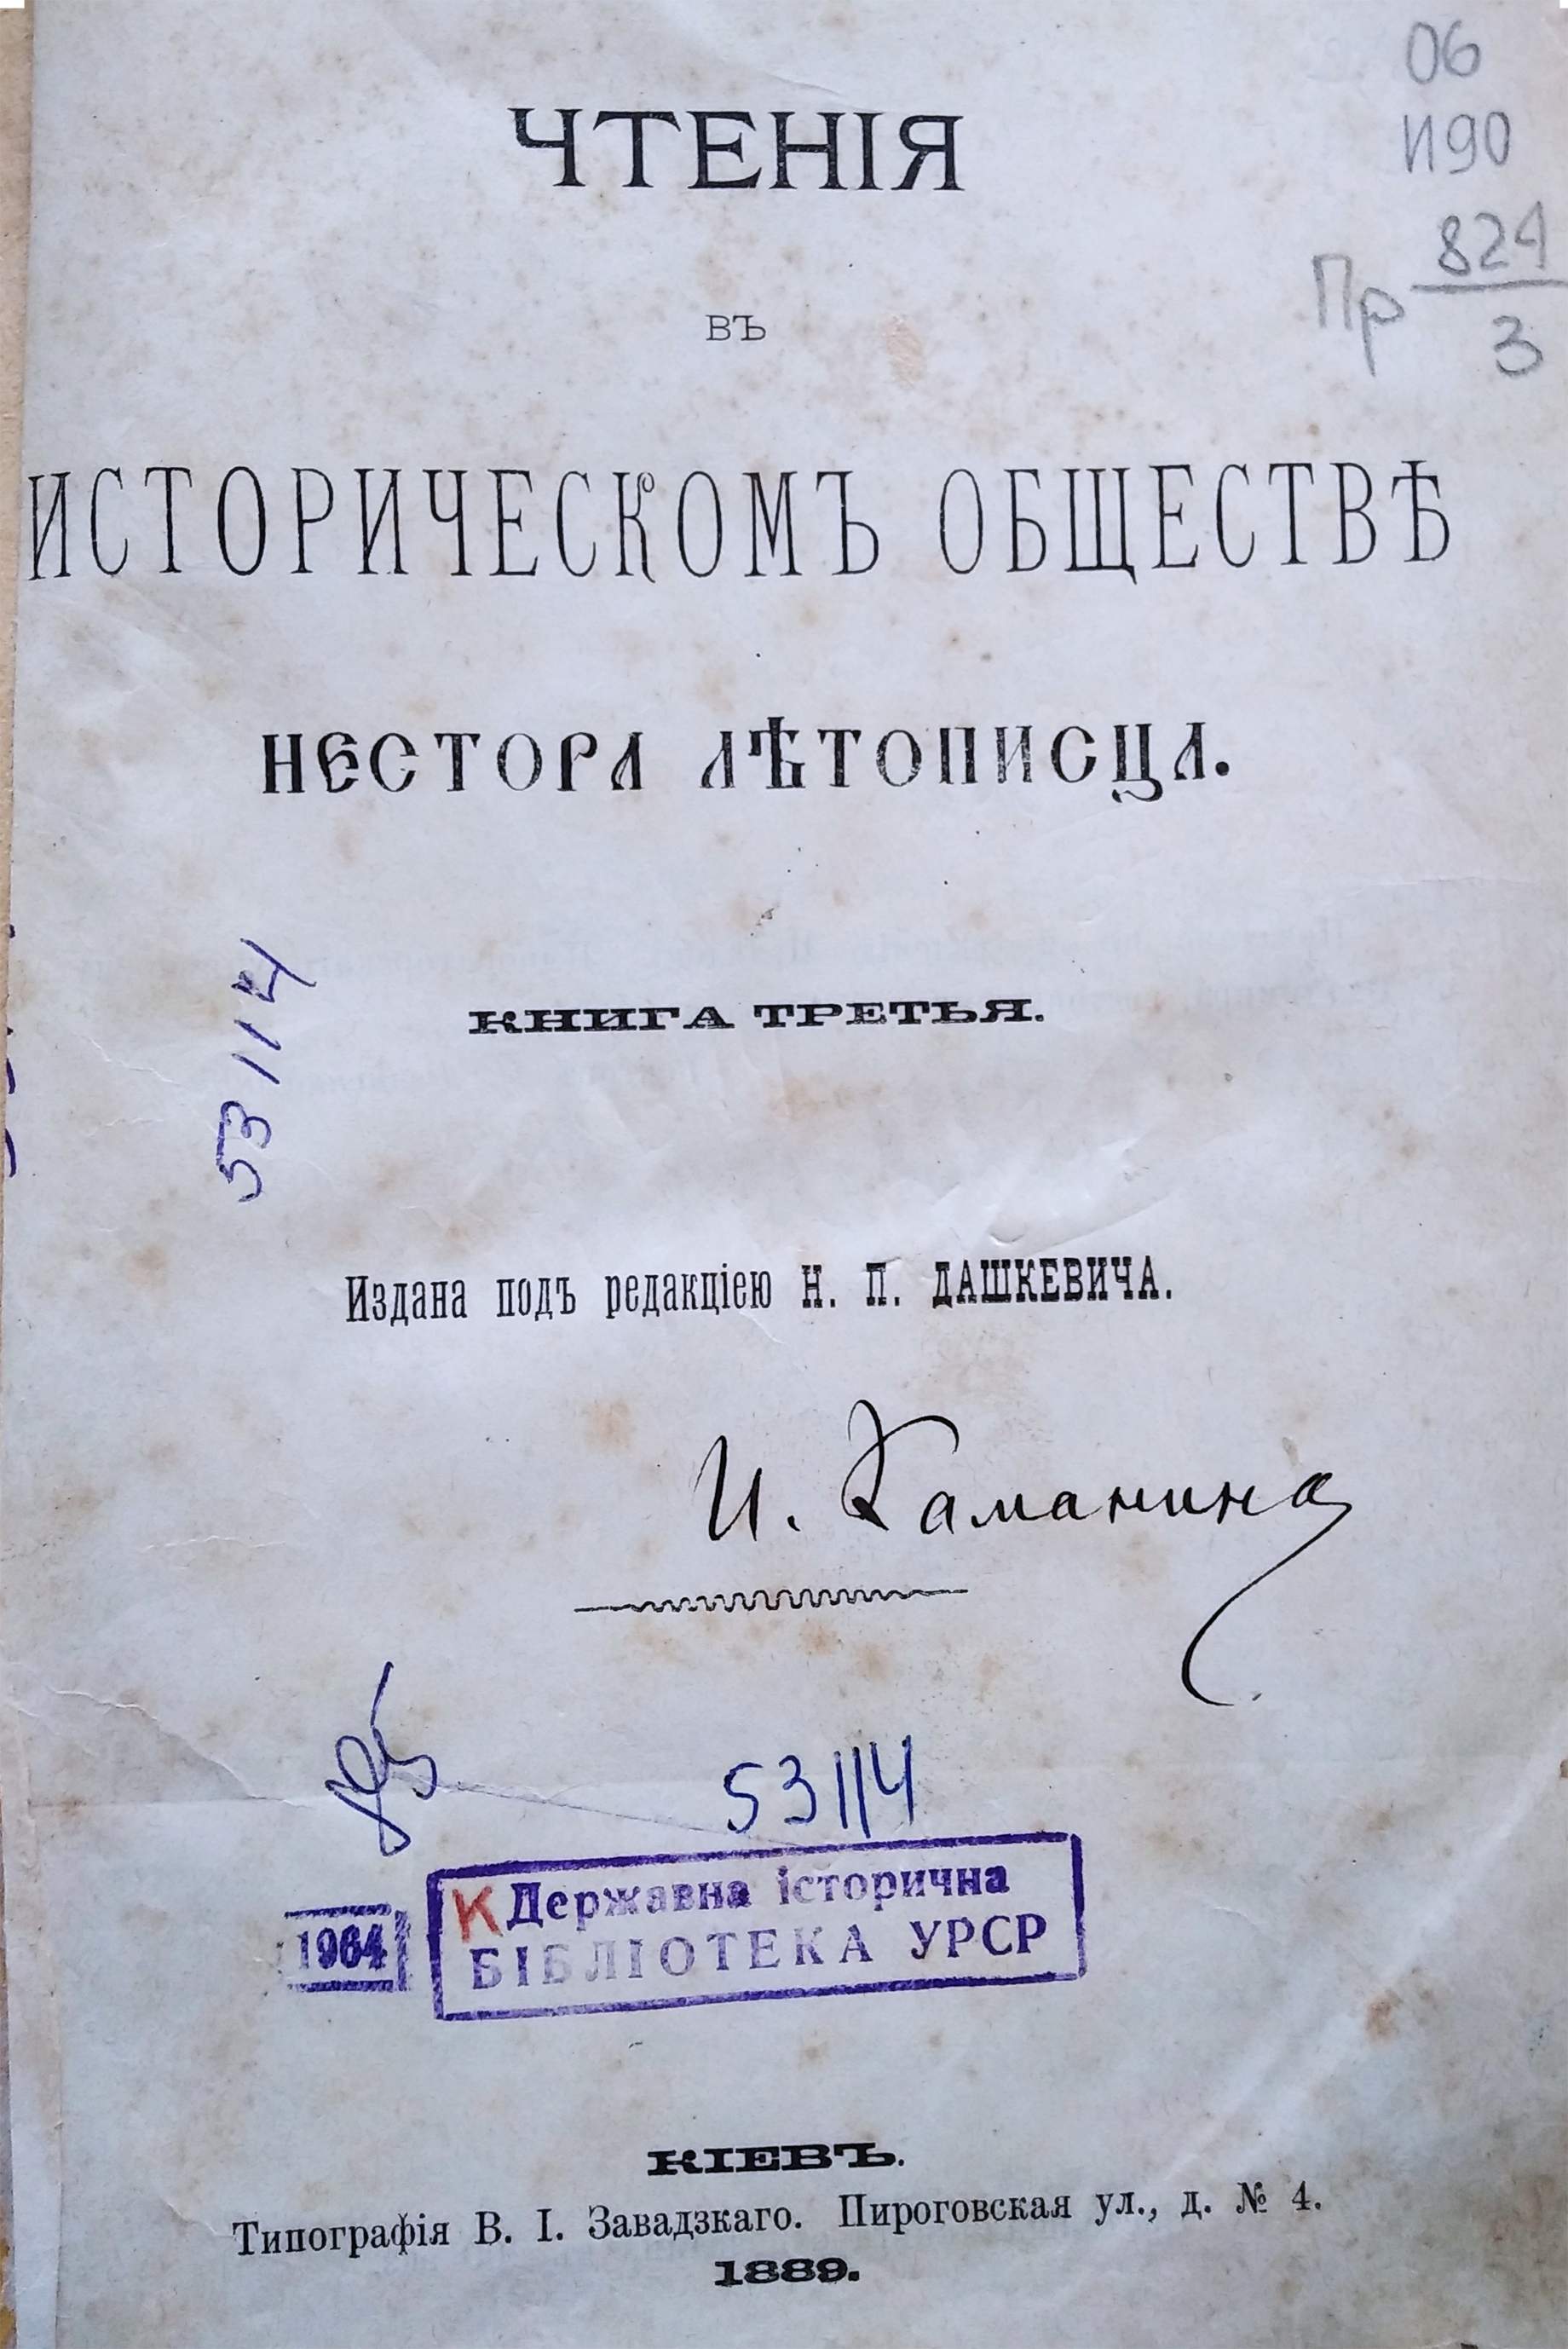 06
И90
Пр 824
3
ЧТЕНІЯ
ВЪ
ИСТОРИЧЕСКОМЪ ОБЩЕСТВѢ
НЕСТОРА ЛѢТОПИСЦА.
53114
КНИГА ТРЕТЬЯ.
Издана подъ редакціею Н. П. ДАШКЕВИЧА.
И. Каманина
53114
К Державна історична
1964
БІБЛІОТЕКА УРСР
КІЕВЪ.
Типографія В. І. Завадзкаго. Пироговская ул., д. № 4.
1889.